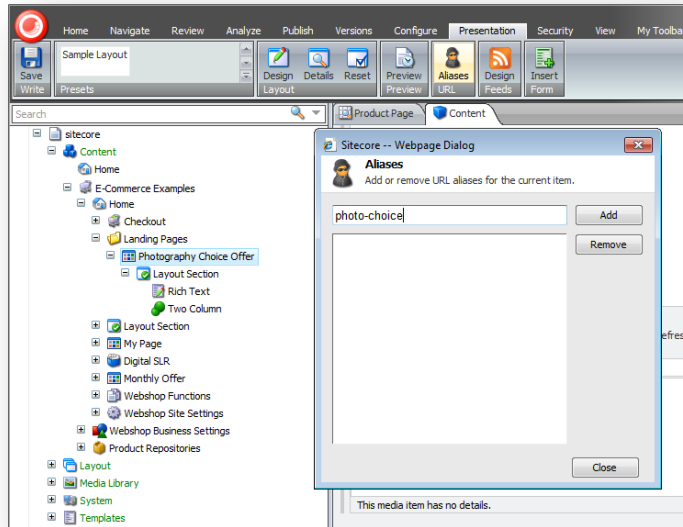 Home Navigate Review Analyze Publish Versions Configure Presentation Security View My Toolba
Sample Layout
Save Design Details Reset Preview Aliases Design Insert
Write Presets Layout Preview URL Feeds Form
Search
Product Page Content
sitecore
Content
Home
E-Commerce Examples
Home
Checkout
Landing Pages
Photography Choice Offer
Layout Section
Rich Text
Two Column
Layout Section
My Page
Digital SLR
Monthly Offer
Webshop Functions
Webshop Site Settings
Webshop Business Settings
Product Repositories
Layout
Media Library
System
Templates
Sitecore -- Webpage Dialog
Aliases
Add or remove URL aliases for the current item.
photo-choice Add
Remove
efres
Close
This media item has no details.